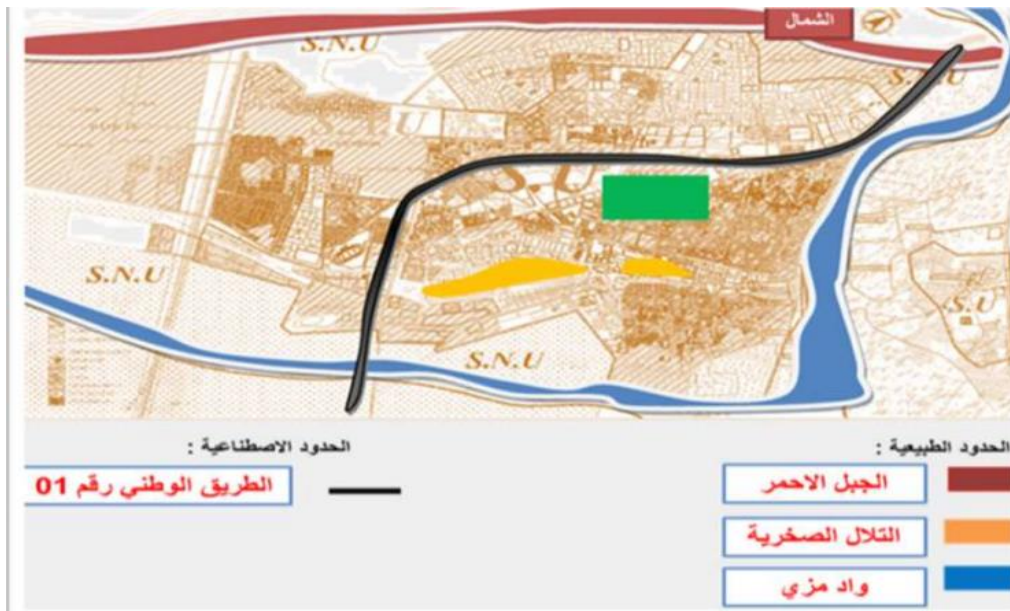 الشمال
S.N.U
S.N.U
S.N.U
S.U
S.N.U
S.U
S.N.U
الحدود الطبيعية :
الحدود الاصطناعية :
الجبل الاحمر
الطريق الوطني رقم 01
التلال الصخرية
واد مزي